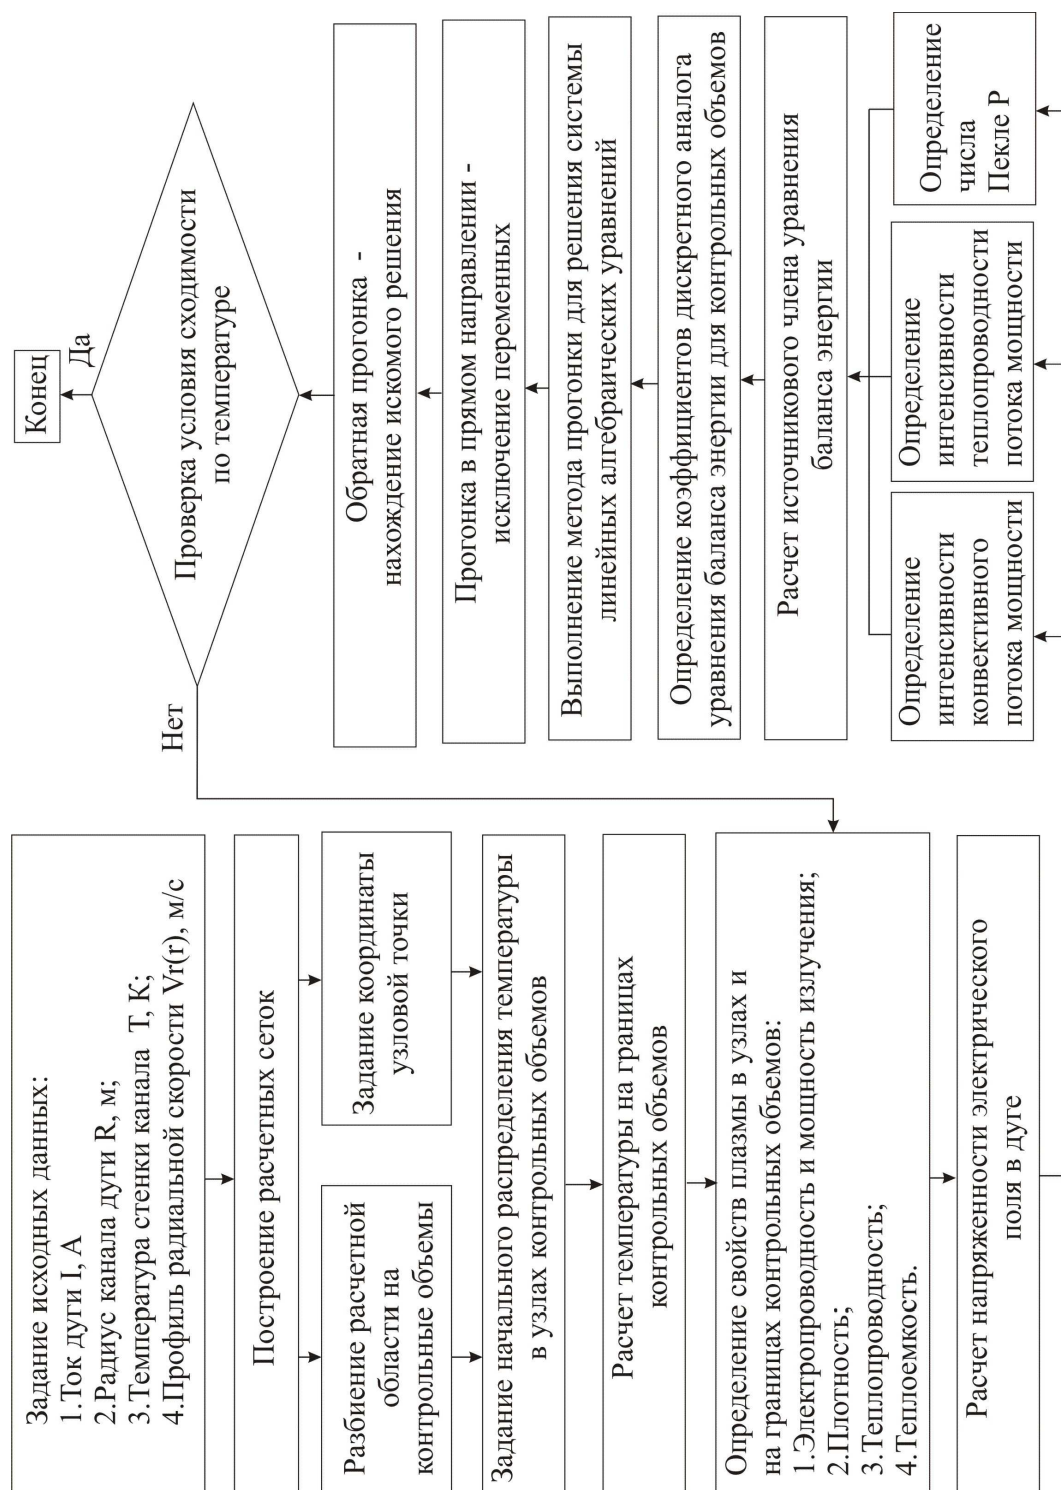 Задание исходных данных:
1.Ток дуги I, А
2.Радиус канала дуги R, м;
3.Температура стенки канала Т, К;
4.Профиль радиальной скорости Vr(r), м/с
Построение расчетных сеток
Разбиение расчетной
области на
контрольные объемы
Задание координаты
узловой точки
Задание начального распределения температуры
в узлах контрольных объемов
Расчет температуры на границах
контрольных объемов
Определение свойств плазмы в узлах и
на границах контрольных объемов:
1.Электропроводность и мощность излучения;
2.Плотность;
3.Теплопроводность;
4.Теплоемкость.
Расчет напряженности электрического
поля в дуге
Определение
интенсивности
конвективного
потока мощности
Определение
интенсивности
теплопроводности
потока мощности
Определение
числа
Пекле Р
Расчет источникового члена уравнения
баланса энергии
Определение коэффициентов дискретного аналога
уравнения баланса энергии для контрольных объемов
Выполнение метода прогонки для решения системы
линейных алгебраических уравнений
Прогонка в прямом направлении -
исключение переменных
Обратная прогонка -
нахождение искомого решения
Проверка условия сходимости
по температуре
Нет
Да
Конец